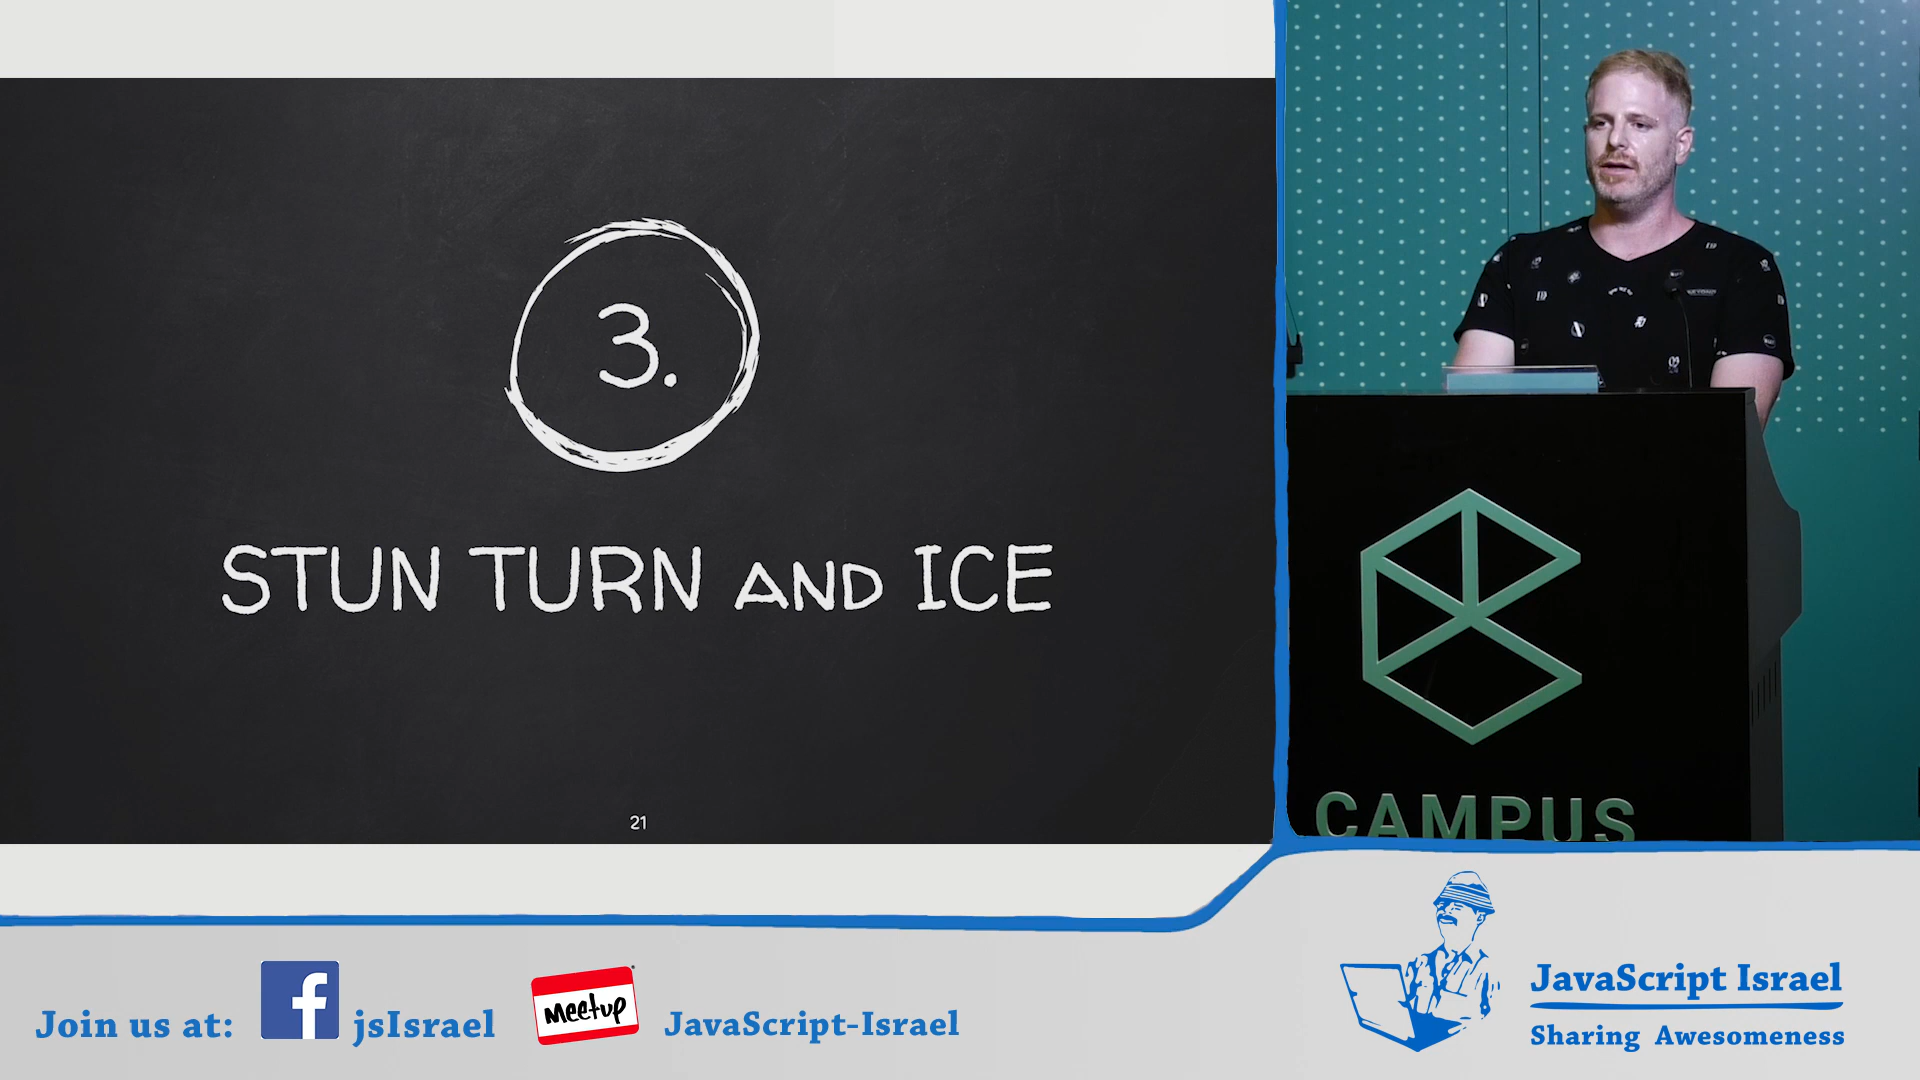 3.
STUN TURN AND ICE
21
CAMPUS
Join us at:
f
jsIsrael
Meetup
JavaScript-Israel
JavaScript Israel
Sharing Awesomeness